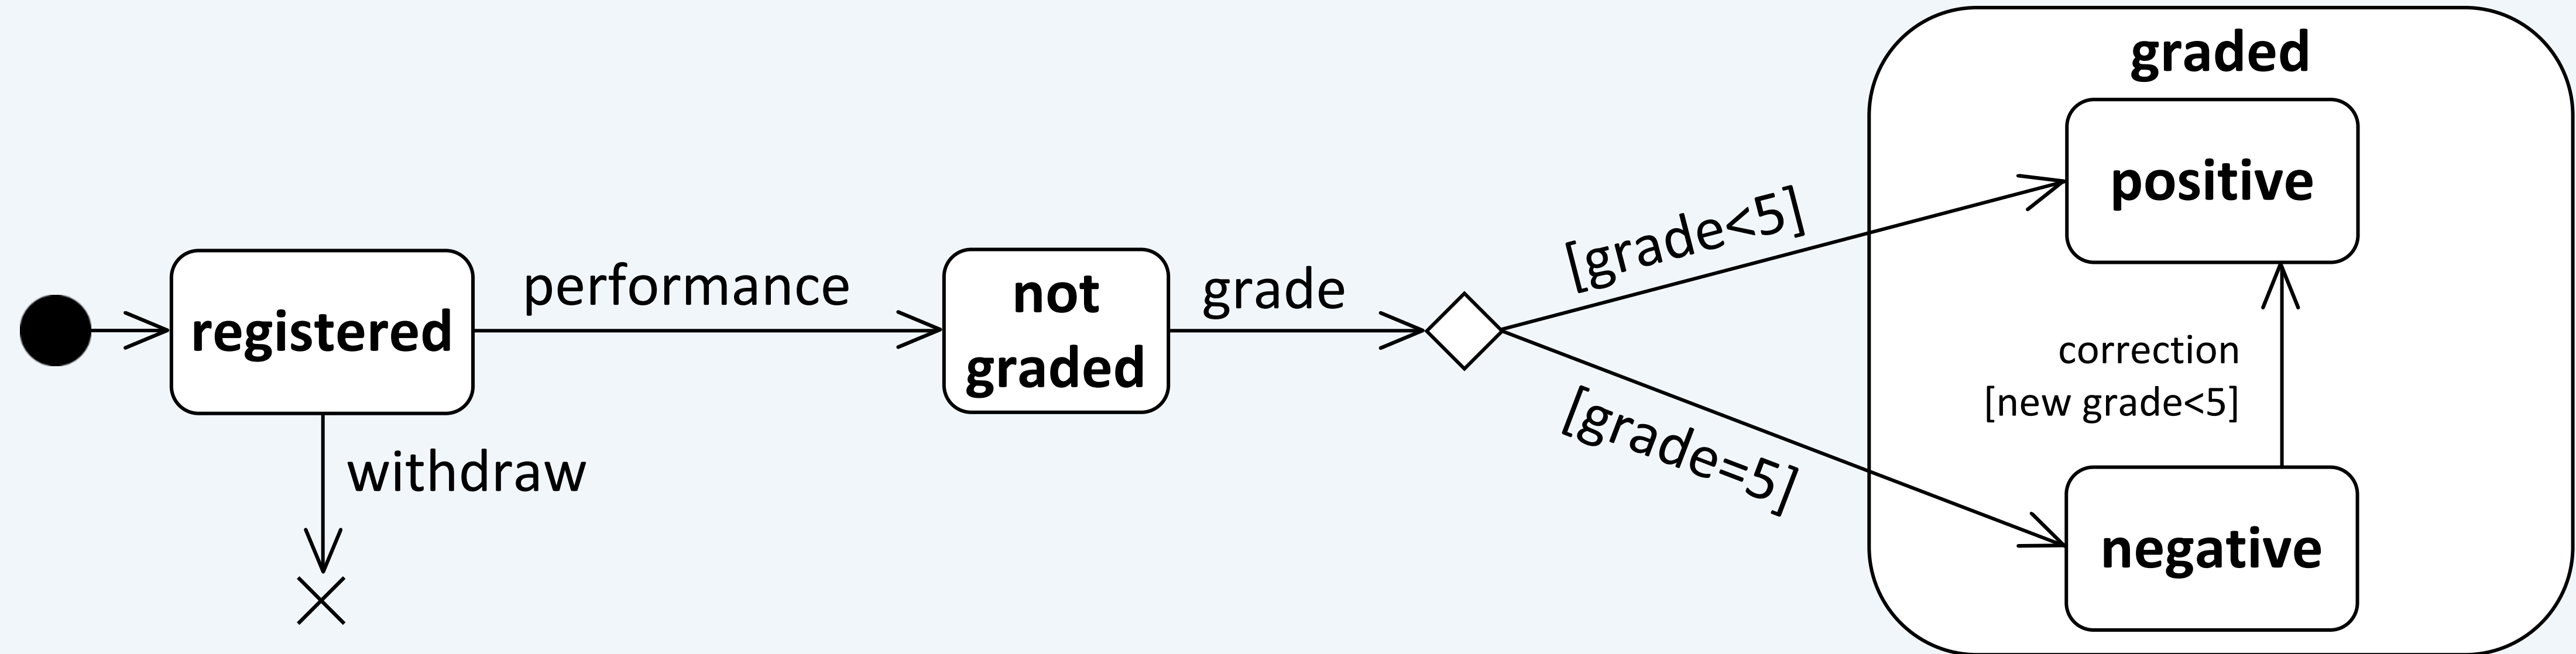 registered
performance
withdraw
not
graded
grade
[grade<5]
[grade=5]
graded
positive
correction
[new grade<5]
negative